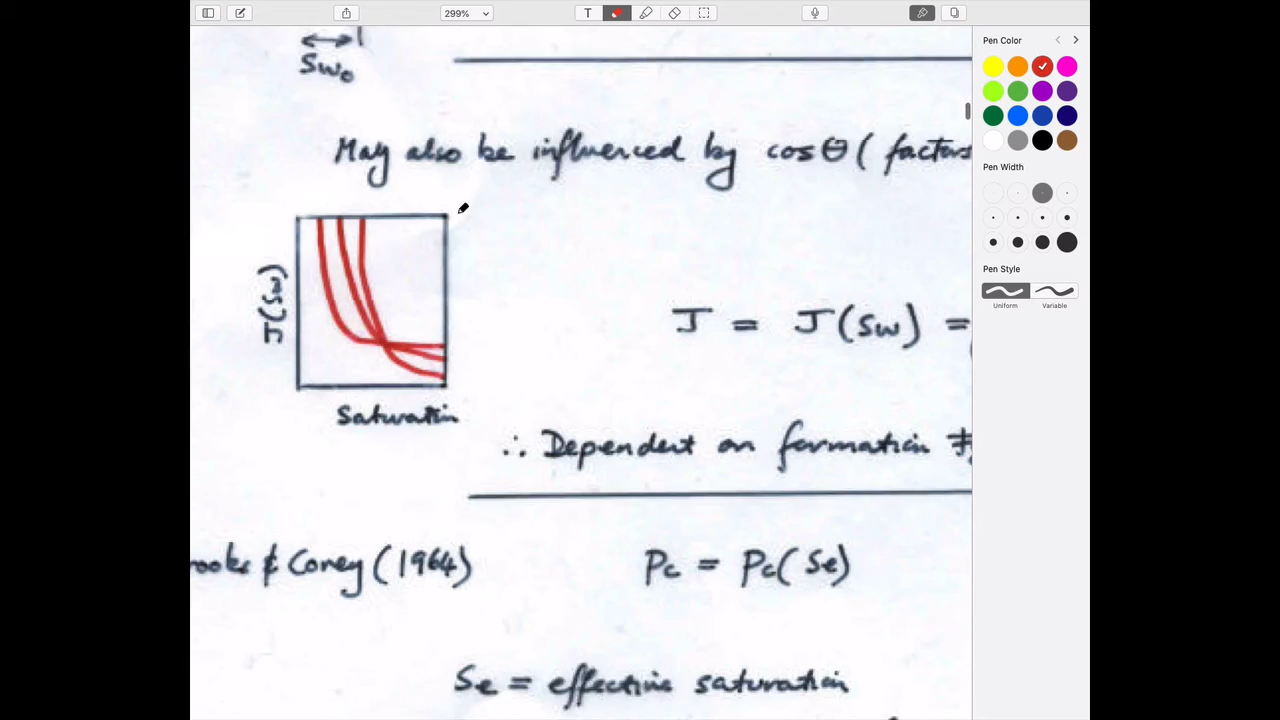 299%
T
Pen Color
Swo
May also be influenced by cosθ ( factors
Pen Width
J(Sw)
J = J(Sw) =
Pen Style
Uniform
Variable
Saturation
∴ Dependent on formation
& Corey (1964)
Pc = Pc(Se)
Se = effective saturation